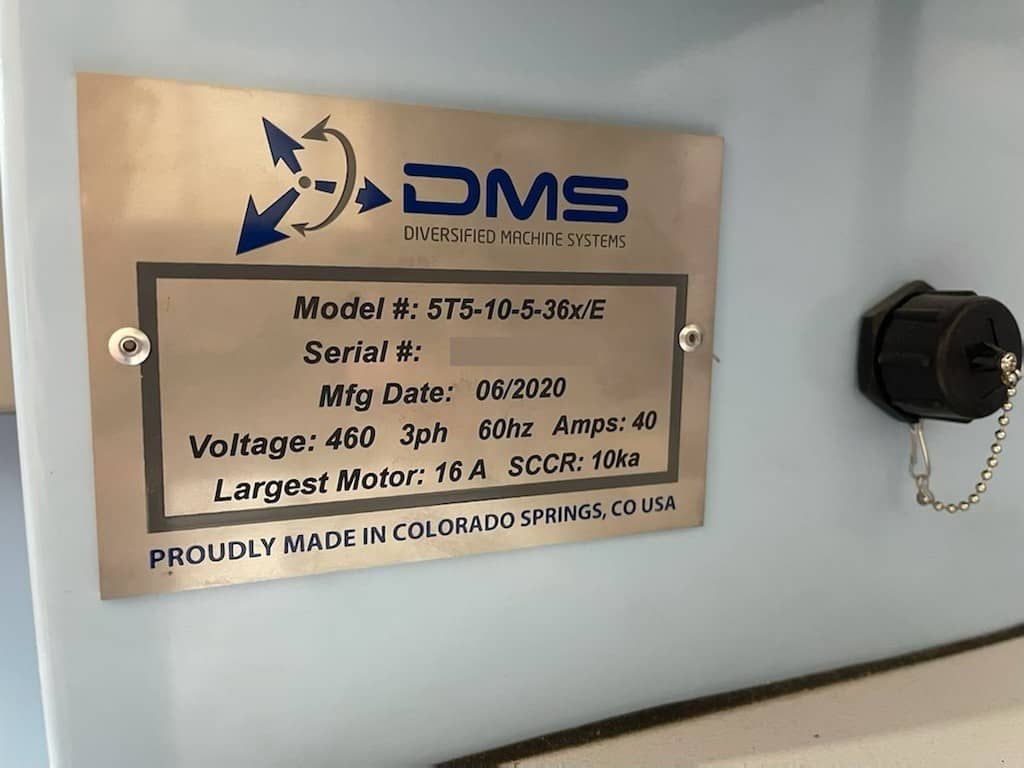 DMS
DIVERSIFIED MACHINE SYSTEMS
Model #: 5T5-10-5-36x/E
Serial #:
Mfg Date: 06/2020
Voltage: 460 3ph 60hz Amps: 40
Largest Motor: 16 A SCCR: 10ka
PROUDLY MADE IN COLORADO SPRINGS, CO USA